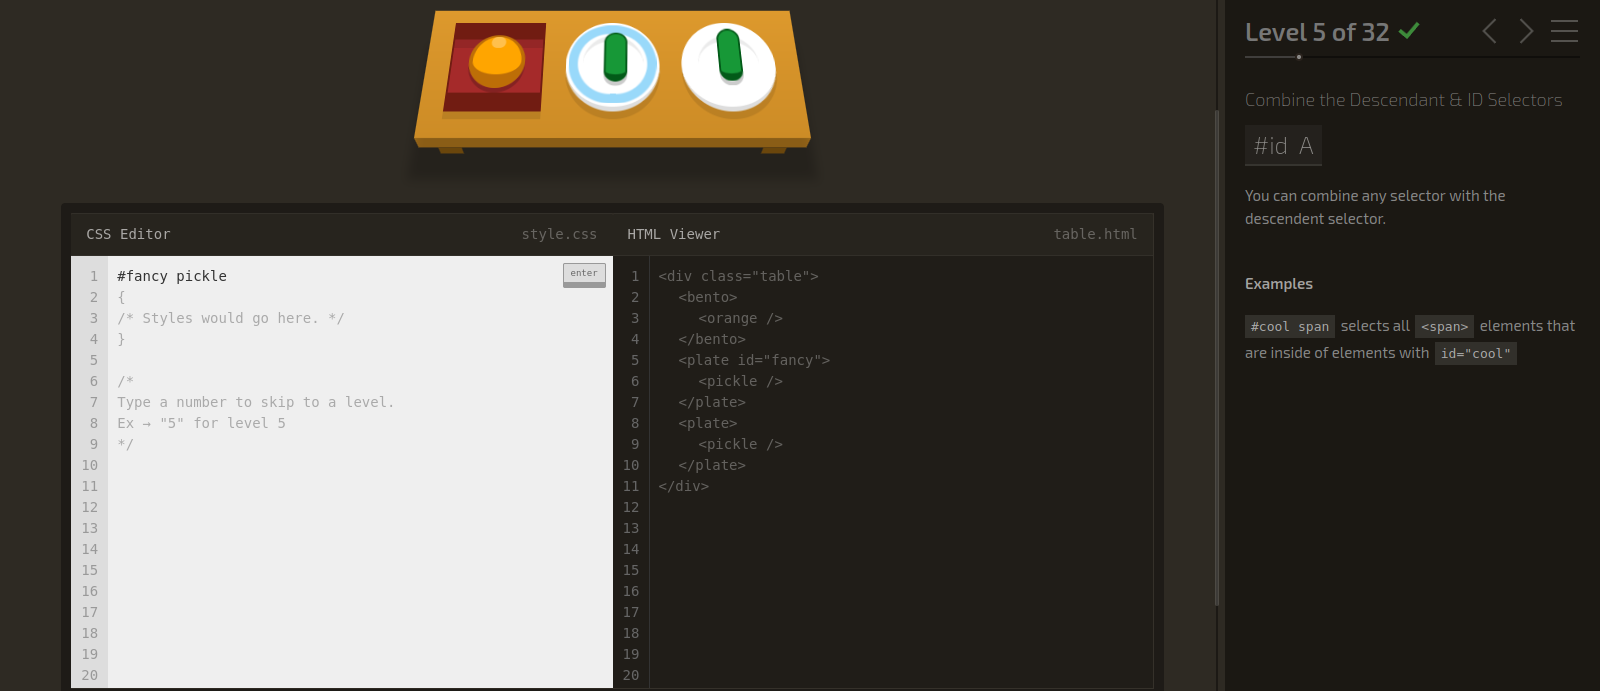 CSS Editor style.css
1 #fancy pickle enter
2 {
3 /* Styles would go here. */
4 }
5
6 /*
7 Type a number to skip to a level.
8 Ex → "5" for level 5
9 */
10
11
12
13
14
15
16
17
18
19
20
HTML Viewer table.html
1 <div class="table">
2 <bento>
3 <orange />
4 </bento>
5 <plate id="fancy">
6 <pickle />
7 </plate>
8 <plate>
9 <pickle />
10 </plate>
11 </div>
12
13
14
15
16
17
18
19
20
Level 5 of 32
Combine the Descendant & ID Selectors
#id A
You can combine any selector with the
descendent selector.
Examples
#cool span selects all <span> elements that
are inside of elements with id="cool"